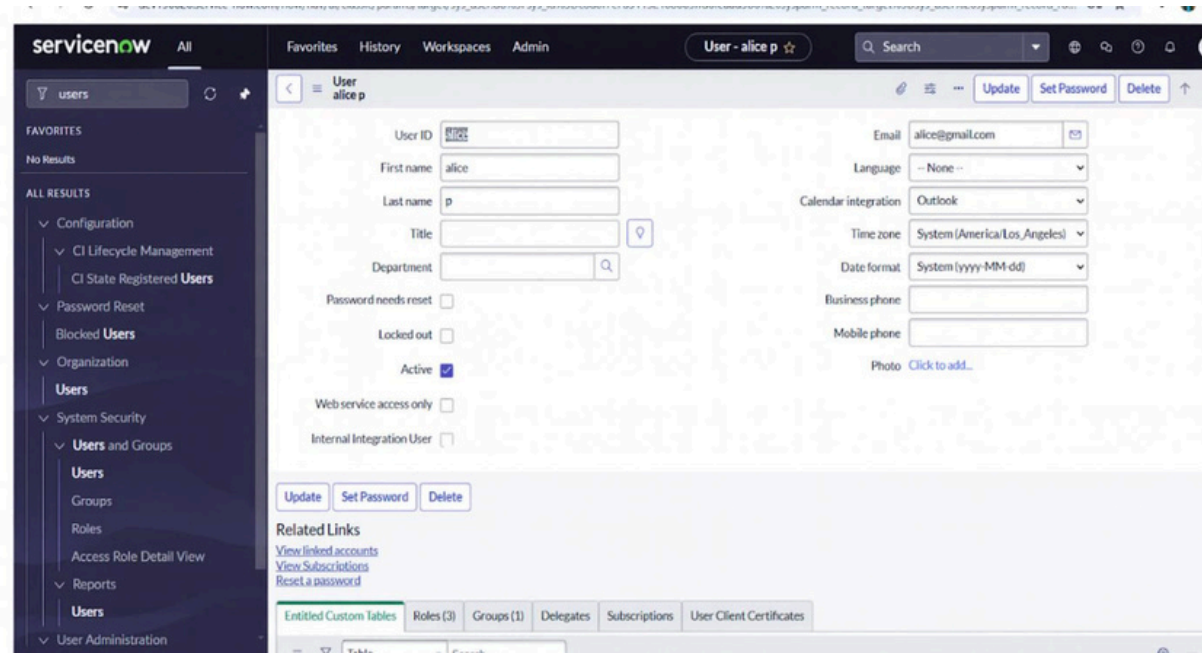 servicenow All Favorites History Workspaces Admin User - alice p Search
users
User
alice p
Update Set Password Delete
FAVORITES
No Results
ALL RESULTS
Configuration
CI Lifecycle Management
CI State Registered Users
Password Reset
Blocked Users
Organization
Users
System Security
Users and Groups
Users
Groups
Roles
Access Role Detail View
Reports
Users
User Administration
User ID alice
First name alice
Last name p
Title
Department
Password needs reset
Locked out
Active
Web service access only
Internal Integration User
Email alice@gmail.com
Language -- None --
Calendar integration Outlook
Time zone System (America/Los_Angeles)
Date format System (yyyy-MM-dd)
Business phone
Mobile phone
Photo Click to add...
Update Set Password Delete
Related Links
View linked accounts
View Subscriptions
Reset a password
Entitled Custom Tables Roles (3) Groups (1) Delegates Subscriptions User Client Certificates
Table Search